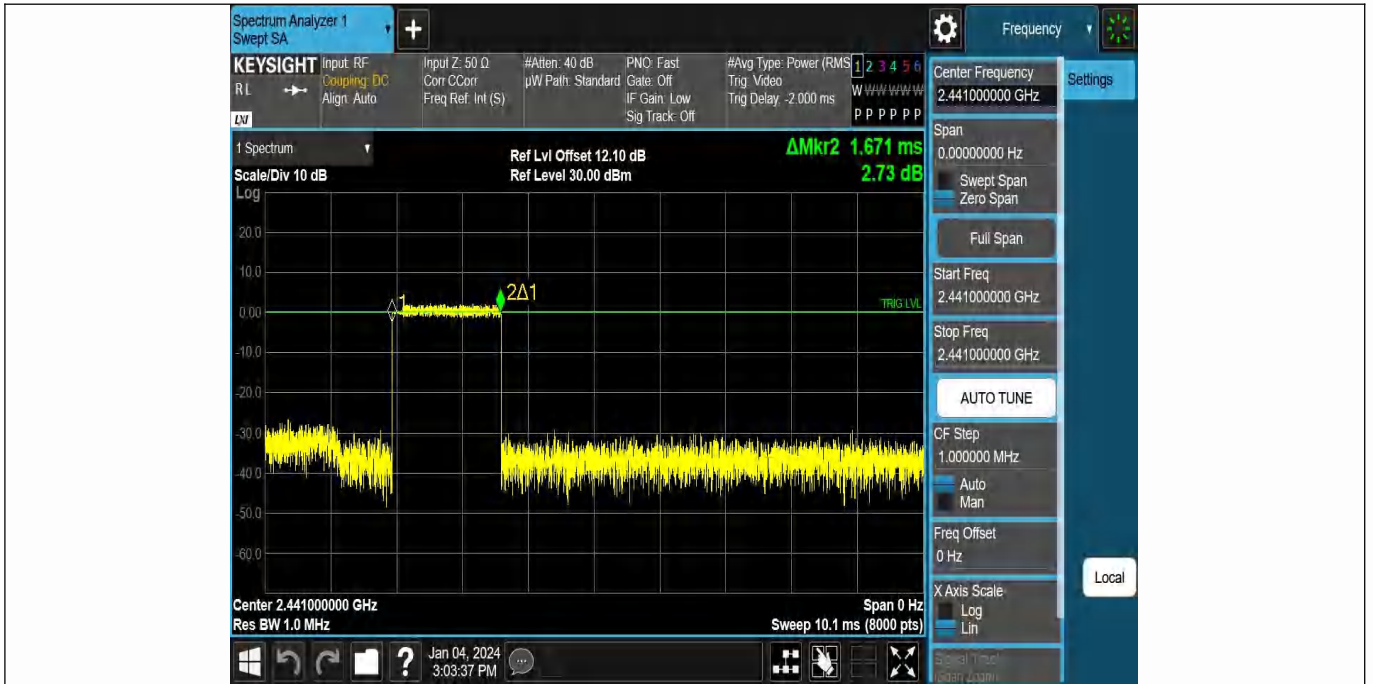 Spectrum Analyzer 1
Swept SA
+
Frequency
KEYSIGHT
R L
LXI
Input: RF
Coupling: DC
Align: Auto
Input Z: 50 Ω
Corr CCorr
Freq Ref: Int (S)
#Atten: 40 dB
µW Path: Standard
PNO: Fast
Gate: Off
IF Gain: Low
Sig Track: Off
#Avg Type: Power (RMS
Trig: Video
Trig Delay: -2.000 ms
1 2 3 4 5 6
W W W W W W
P P P P P P
Center Frequency
2.441000000 GHz
Settings
1 Spectrum
Scale/Div 10 dB
Log
Ref Lvl Offset 12.10 dB
Ref Level 30.00 dBm
ΔMkr2 1.671 ms
2.73 dB
Span
0.00000000 Hz
Swept Span
Zero Span
Full Span
Start Freq
2.441000000 GHz
Stop Freq
2.441000000 GHz
AUTO TUNE
CF Step
1.000000 MHz
Auto
Man
Freq Offset
0 Hz
X Axis Scale
Log
Lin
Signal Track
(Span Zoom)
Local
20.0
10.0
0.00
-10.0
-20.0
-30.0
-40.0
-50.0
-60.0
1
2Δ1
TRIG LVL
Center 2.441000000 GHz
Res BW 1.0 MHz
Span 0 Hz
Sweep 10.1 ms (8000 pts)
?
Jan 04, 2024
3:03:37 PM